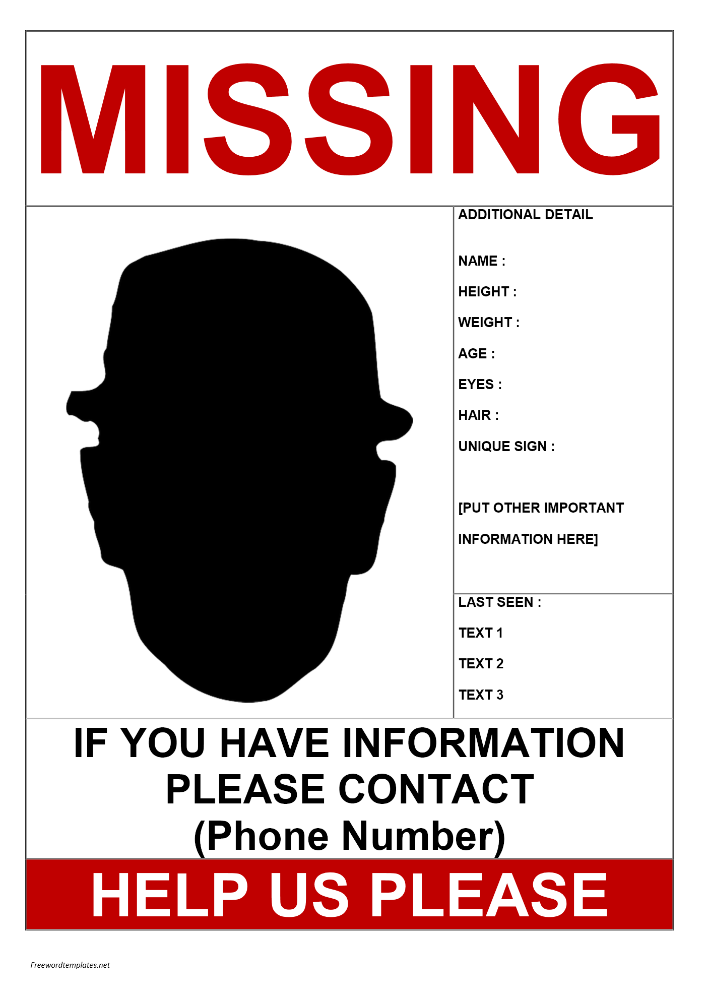 MISSING
ADDITIONAL DETAIL
NAME :
HEIGHT :
WEIGHT :
AGE :
EYES :
HAIR :
UNIQUE SIGN :
[PUT OTHER IMPORTANT
INFORMATION HERE]
LAST SEEN :
TEXT 1
TEXT 2
TEXT 3
IF YOU HAVE INFORMATION
PLEASE CONTACT
(Phone Number)
HELP US PLEASE
Freewordtemplates.net